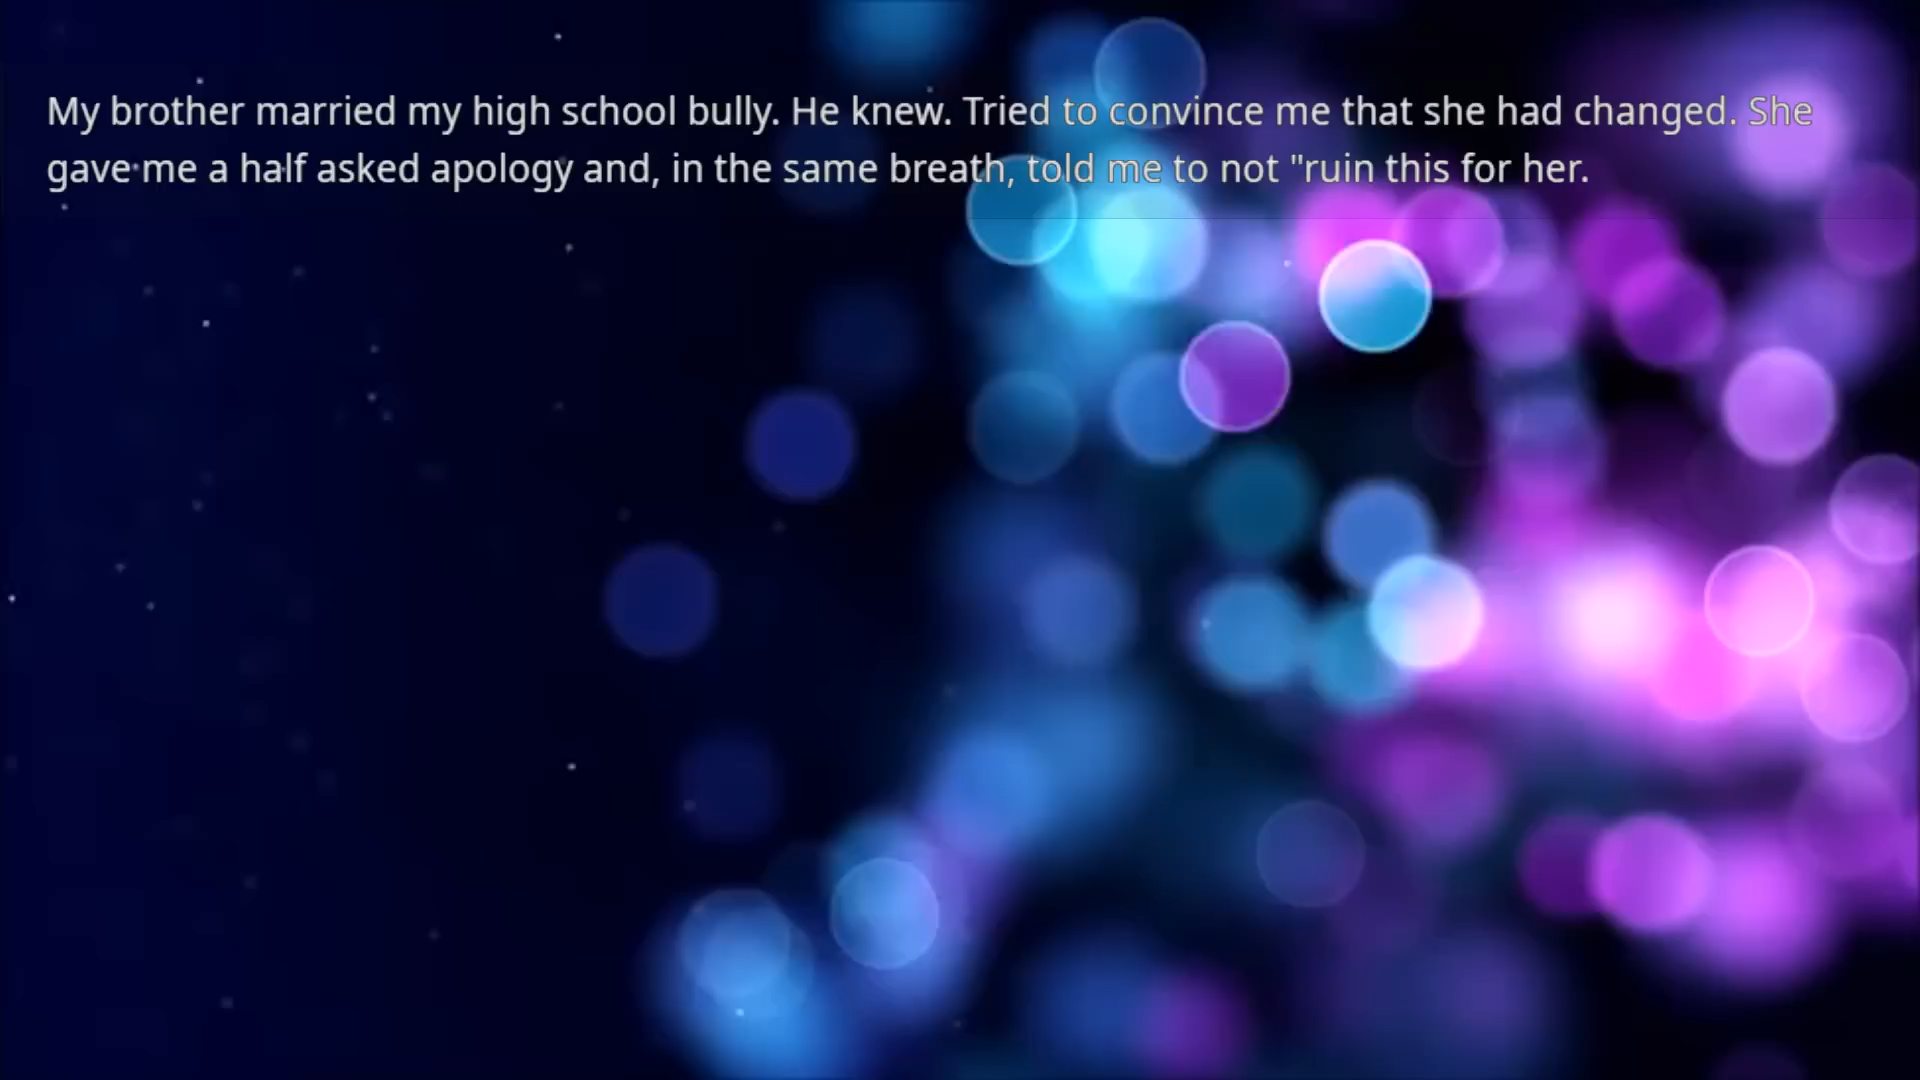 My brother married my high school bully. He knew. Tried to convince me that she had changed. She
gave me a half asked apology and, in the same breath, told me to not "ruin this for her.